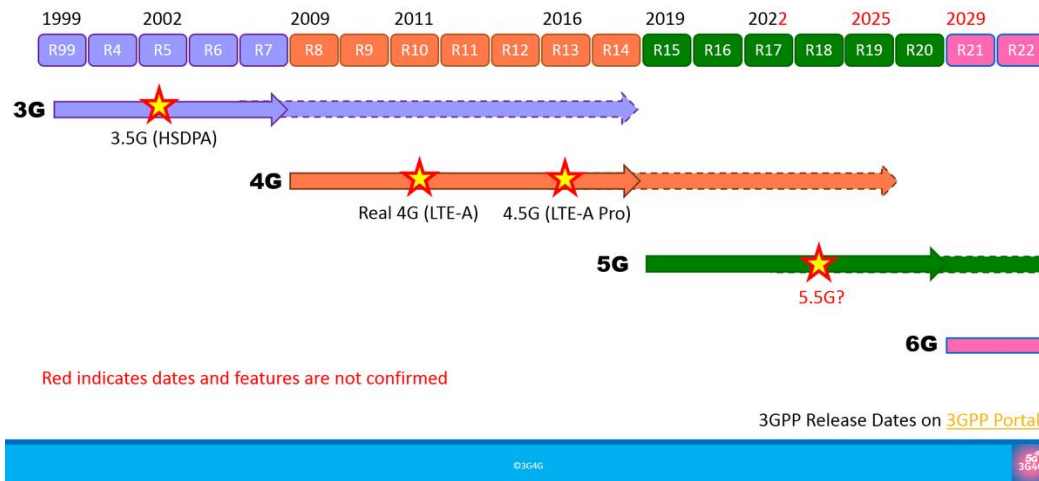 1999 2002 2009 2011 2016 2019 2022 2025 2029
R99 R4 R5 R6 R7 R8 R9 R10 R11 R12 R13 R14 R15 R16 R17 R18 R19 R20 R21 R22
3G
3.5G (HSDPA)
4G
Real 4G (LTE-A) 4.5G (LTE-A Pro)
5G
5.5G?
6G
Red indicates dates and features are not confirmed
3GPP Release Dates on 3GPP Portal
©3G4G
5G
3G4G